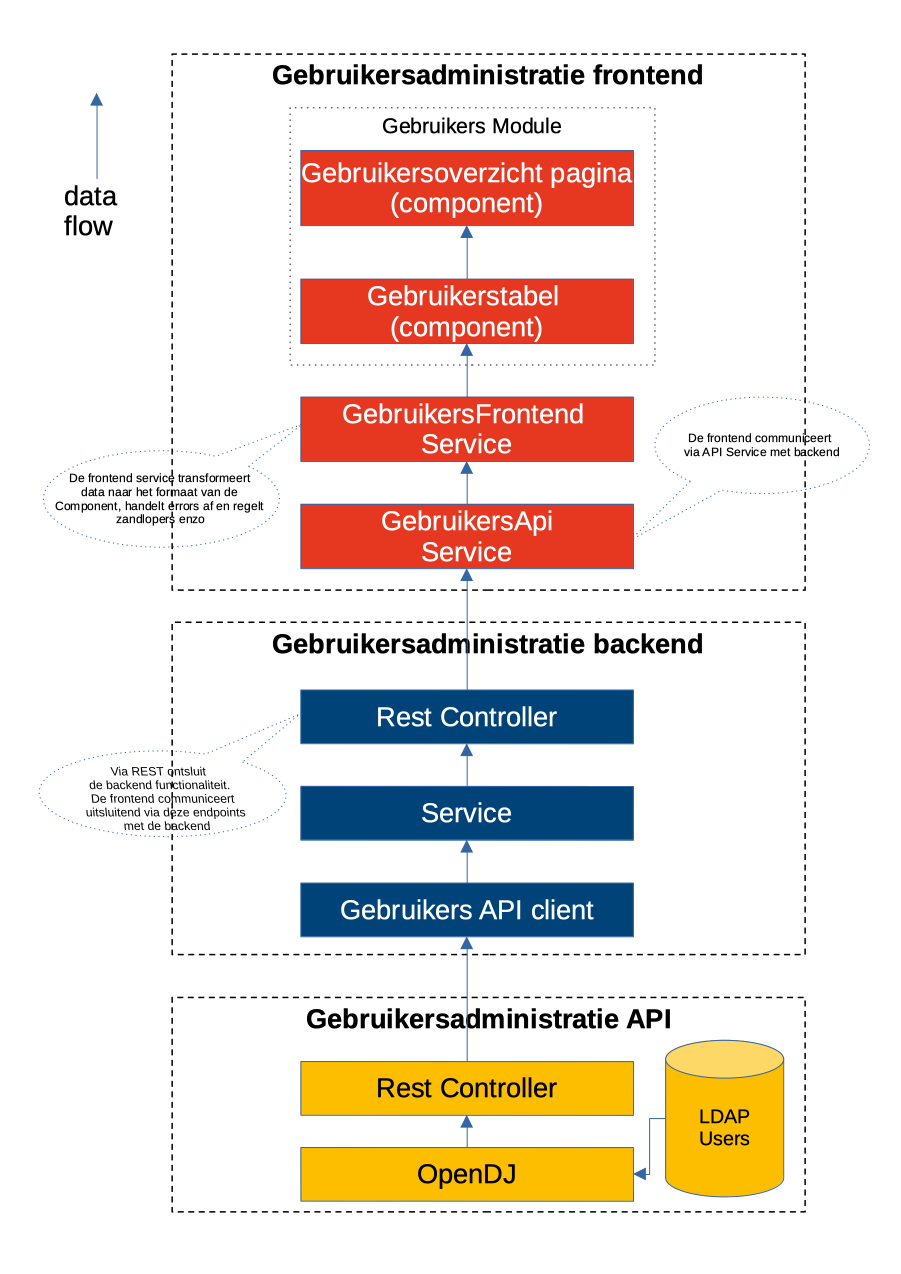 Gebruikersadministratie frontend
Gebruikers Module
Gebruikersoverzicht pagina
(component)
data
flow
Gebruikerstabel
(component)
GebruikersFrontend
Service
De frontend communiceert
via API Service met backend
De frontend service transformeert
data naar het formaat van de
Component, handelt errors af en regelt
zandlopers enzo
GebruikersApi
Service
Gebruikersadministratie backend
Rest Controller
Via REST ontsluit
de backend functionaliteit.
De frontend communiceert
uitsluitend via deze endpoints
met de backend
Service
Gebruikers API client
Gebruikersadministratie API
Rest Controller
LDAP
Users
OpenDJ